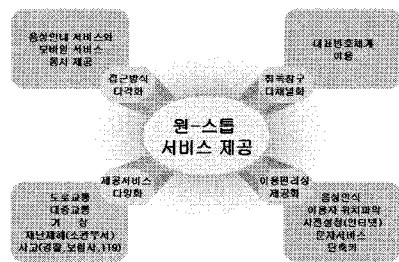 음성안내 서비스와
모바일 서비스
동시 제공
대표번호체계
이용
접근방식
다각화
취득창구
다채널화
원-스톱
서비스 제공
제공서비스
다양화
이용편리성
제공화
도로교통
대중교통
기 상
재난재해(소관부서)
사고(경찰,보험사,119)
음성인식
이용자 위치파악
사전설정(인터넷)
문자서비스
단축키